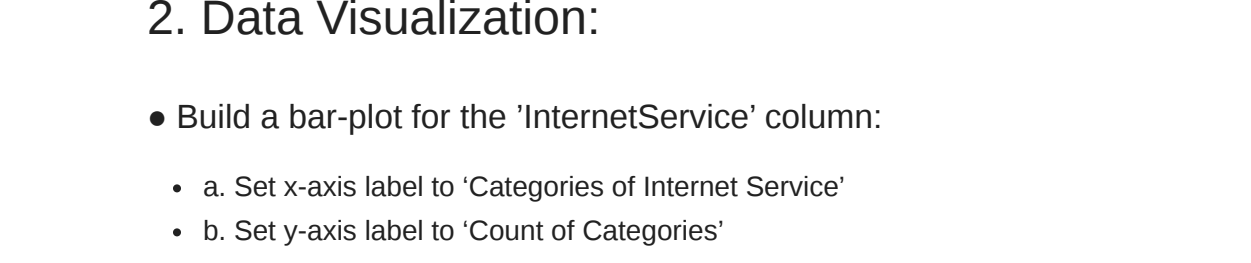 2. Data Visualization:
● Build a bar-plot for the ’InternetService’ column:
• a. Set x-axis label to ‘Categories of Internet Service’
• b. Set y-axis label to ‘Count of Categories’